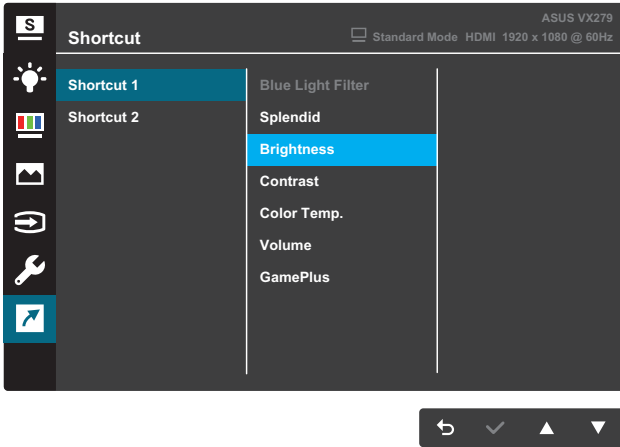 S
ASUS VX279
Shortcut
Standard Mode HDMI 1920 x 1080 @ 60Hz
Shortcut 1
Shortcut 2
Blue Light Filter
Splendid
Brightness
Contrast
Color Temp.
Volume
GamePlus